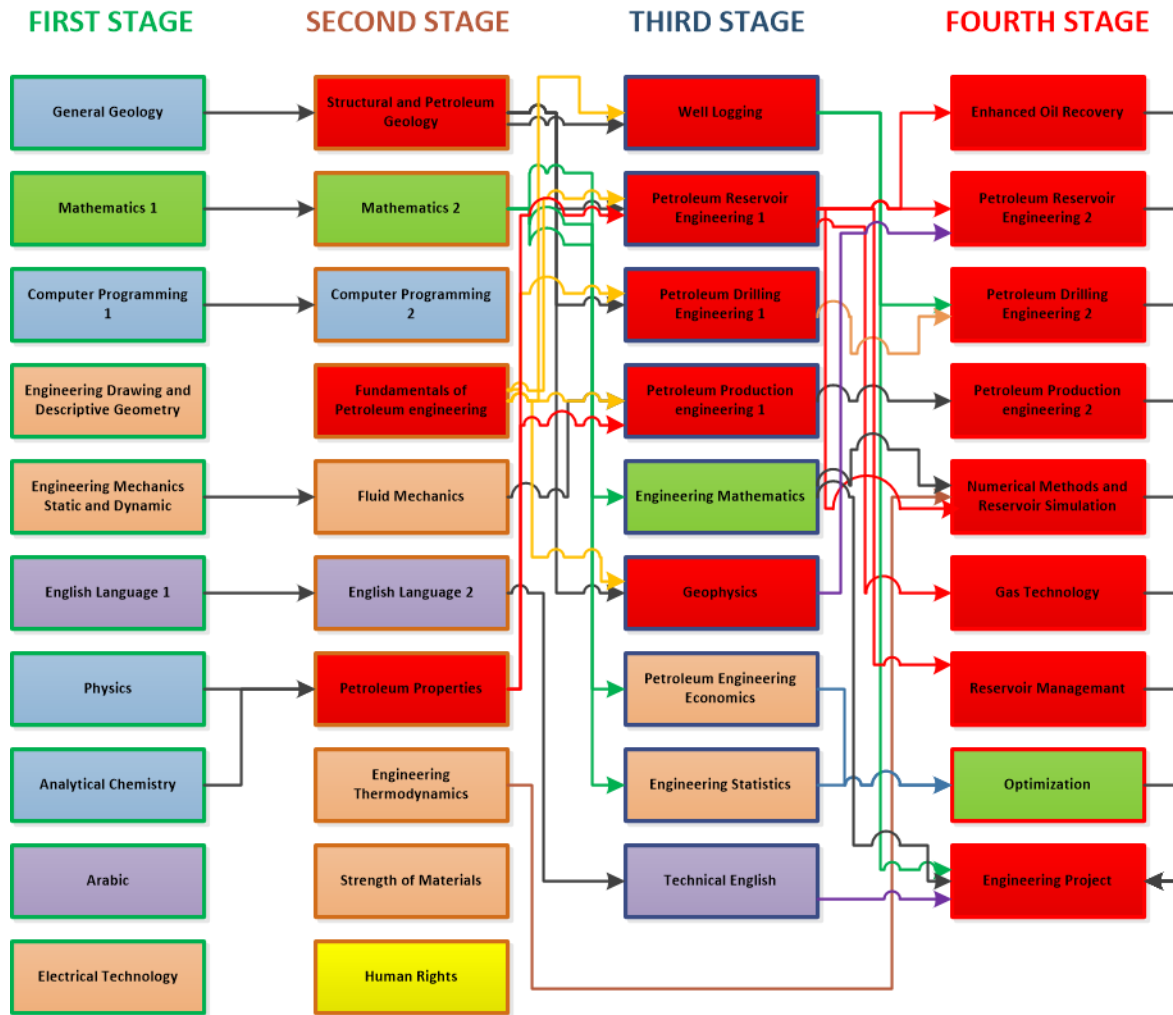 FIRST STAGE
SECOND STAGE
THIRD STAGE
FOURTH STAGE
General Geology
Structural and Petroleum
Geology
Well Logging
Enhanced Oil Recovery
Mathematics 1
Mathematics 2
Petroleum Reservoir
Engineering 1
Petroleum Reservoir
Engineering 2
Computer Programming
1
Computer Programming
2
Petroleum Drilling
Engineering 1
Petroleum Drilling
Engineering 2
Engineering Drawing and
Descriptive Geometry
Fundamentals of
Petroleum engineering
Petroleum Production
engineering 1
Petroleum Production
engineering 2
Engineering Mechanics
Static and Dynamic
Fluid Mechanics
Engineering Mathematics
Numerical Methods and
Reservoir Simulation
English Language 1
English Language 2
Geophysics
Gas Technology
Physics
Petroleum Properties
Petroleum Engineering
Economics
Reservoir Managemant
Analytical Chemistry
Engineering
Thermodynamics
Engineering Statistics
Optimization
Arabic
Strength of Materials
Technical English
Engineering Project
Electrical Technology
Human Rights